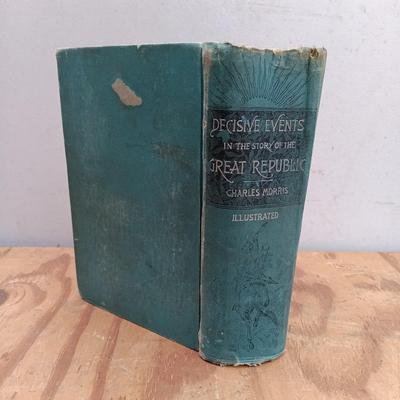 DECISIVE EVENTS
IN THE STORY OF THE
GREAT REPUBLIC
CHARLES MORRIS
ILLUSTRATED